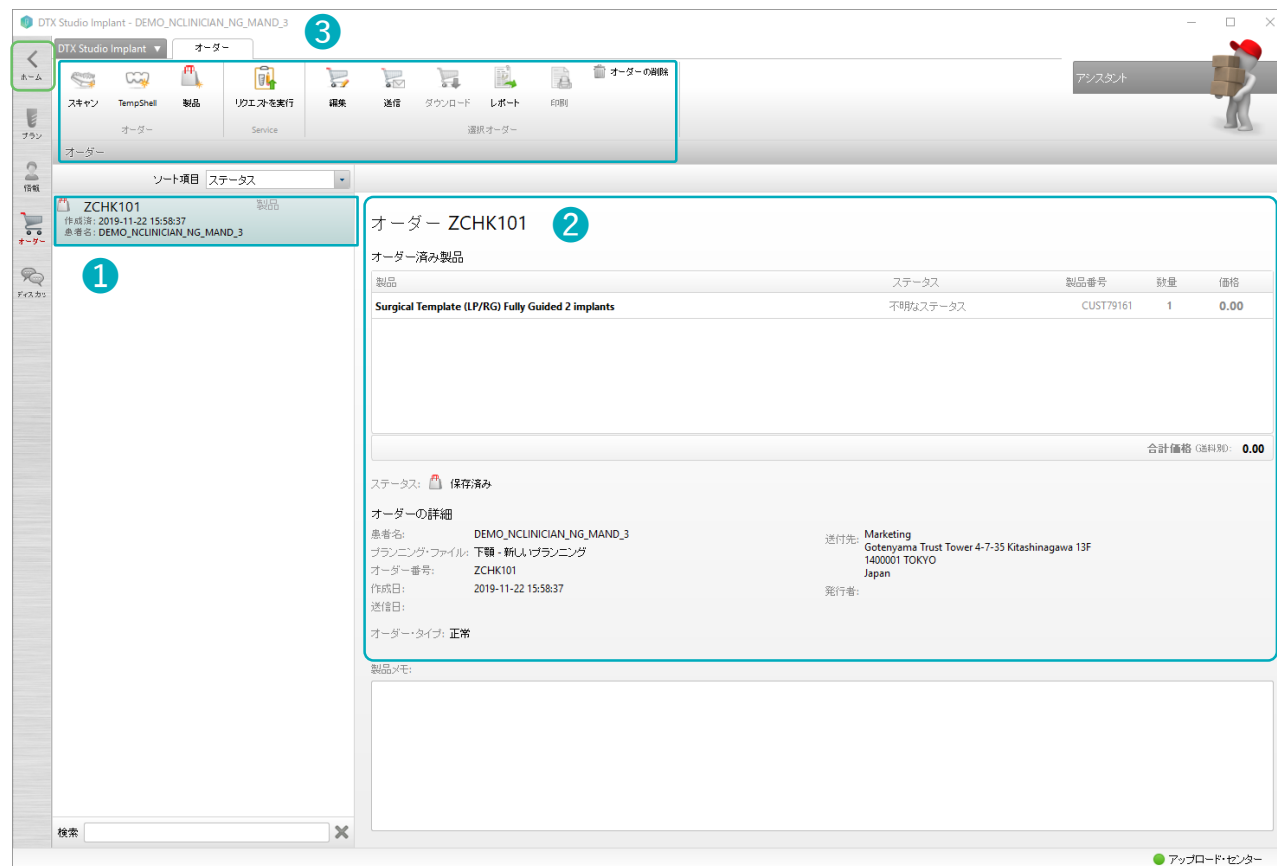 DTX Studio Implant - DEMO_NCLINICIAN_NG_MAND_3
3
DTX Studio Implant ▼
オーダー
ホーム
スキャン
TempShell
製品
リクエストを実行
編集
送信
ダウンロード
レポート
印刷
オーダーの削除
アシスタント
オーダー
Service
選択オーダー
オーダー
プラン
情報
オーダー
ディスカッ
ソート項目 ステータス
ZCHK101 製品
作成済: 2019-11-22 15:58:37
患者名: DEMO_NCLINICIAN_NG_MAND_3
1
オーダー ZCHK101
2
オーダー済み製品
製品 ステータス 製品番号 数量 価格
Surgical Template (LP/RG) Fully Guided 2 implants 不明なステータス CUST79161 1 0.00
合計価格 (送料別): 0.00
ステータス: 保存済み
オーダーの詳細
患者名: DEMO_NCLINICIAN_NG_MAND_3
プランニング・ファイル: 下顎 - 新しいプランニング
オーダー番号: ZCHK101
作成日: 2019-11-22 15:58:37
送信日:
オーダー・タイプ: 正常
送付先: Marketing
Gotenyama Trust Tower 4-7-35 Kitashinagawa 13F
1400001 TOKYO
Japan
発行者:
製品メモ:
検索
アップロード・センター